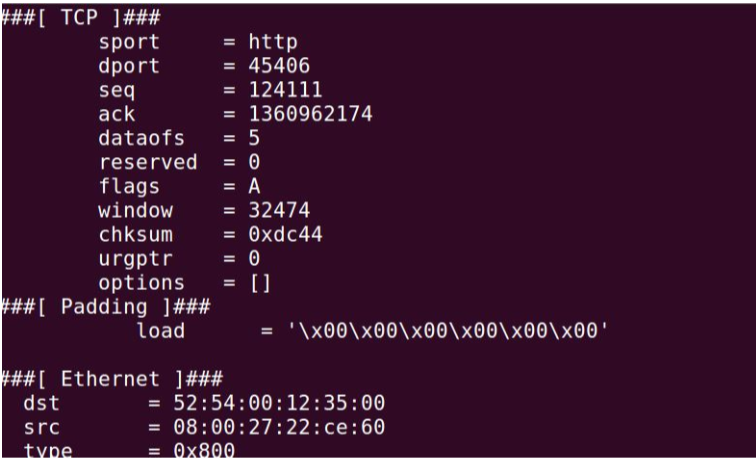 ###[ TCP ]###
sport = http
dport = 45406
seq = 124111
ack = 1360962174
dataofs = 5
reserved = 0
flags = A
window = 32474
chksum = 0xdc44
urgptr = 0
options = []
###[ Padding ]###
load = '\x00\x00\x00\x00\x00\x00'
###[ Ethernet ]###
dst = 52:54:00:12:35:00
src = 08:00:27:22:ce:60
type = 0x800